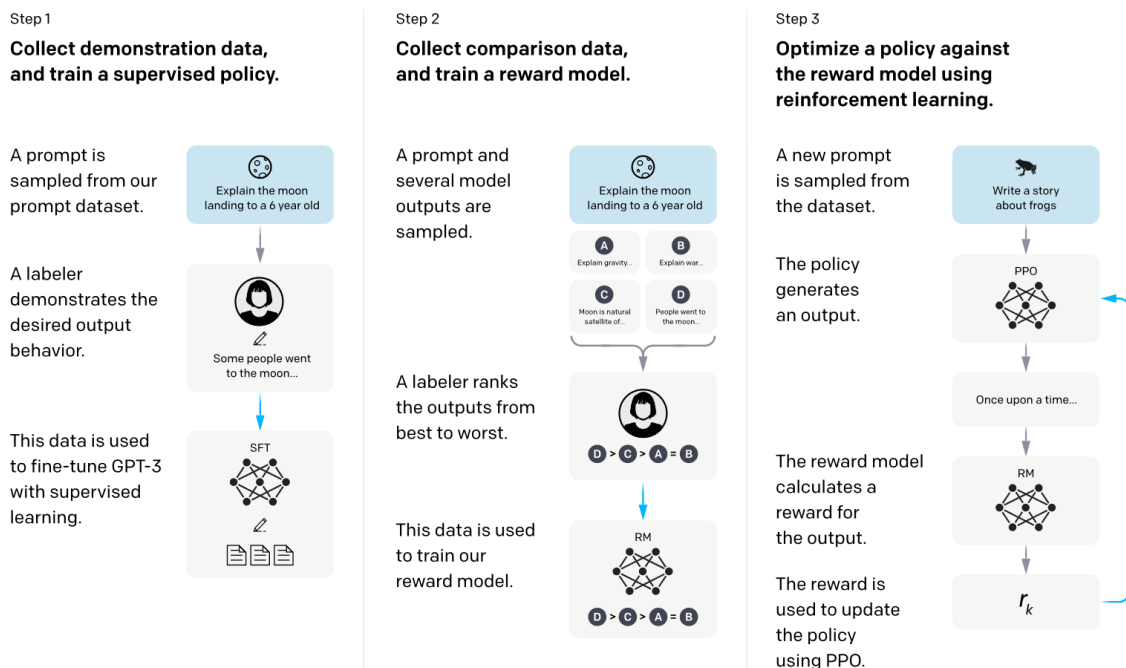 Step 1
Collect demonstration data,
and train a supervised policy.
A prompt is
sampled from our
prompt dataset.
Explain the moon
landing to a 6 year old
A labeler
demonstrates the
desired output
behavior.
Some people went
to the moon...
This data is used
to fine-tune GPT-3
with supervised
learning.
SFT
Step 2
Collect comparison data,
and train a reward model.
A prompt and
several model
outputs are
sampled.
Explain the moon
landing to a 6 year old
A
Explain gravity...
B
Explain war...
C
Moon is natural
satellite of...
D
People went to
the moon...
A labeler ranks
the outputs from
best to worst.
D > C > A = B
This data is used
to train our
reward model.
RM
D > C > A = B
Step 3
Optimize a policy against
the reward model using
reinforcement learning.
A new prompt
is sampled from
the dataset.
Write a story
about frogs
The policy
generates
an output.
PPO
Once upon a time...
The reward model
calculates a
reward for
the output.
RM
The reward is
used to update
the policy
using PPO.
rₖ